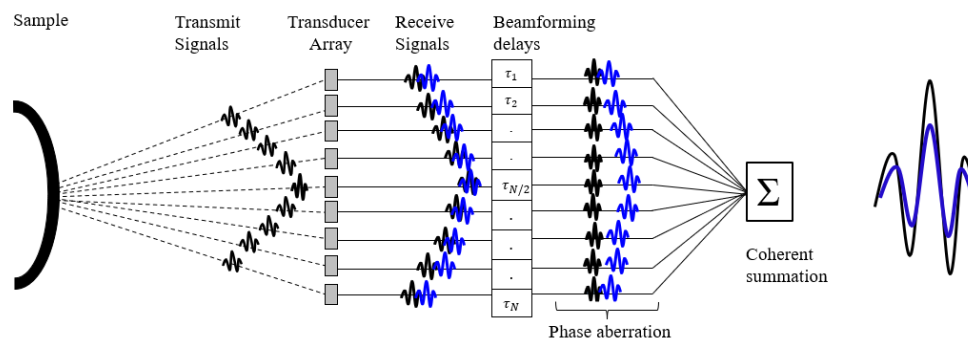 Sample
Transmit
Signals
Transducer
Array
Receive
Signals
Beamforming
delays
τ1
τ2
.
.
τN/2
.
.
.
τN
Σ
Coherent
summation
Phase aberration